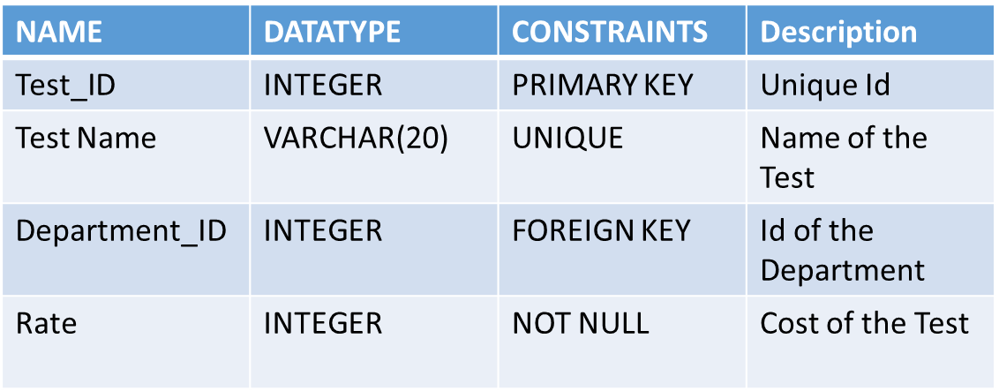 NAME DATATYPE CONSTRAINTS Description
Test_ID INTEGER PRIMARY KEY Unique Id
Test Name VARCHAR(20) UNIQUE Name of the
Test
Department_ID INTEGER FOREIGN KEY Id of the
Department
Rate INTEGER NOT NULL Cost of the Test